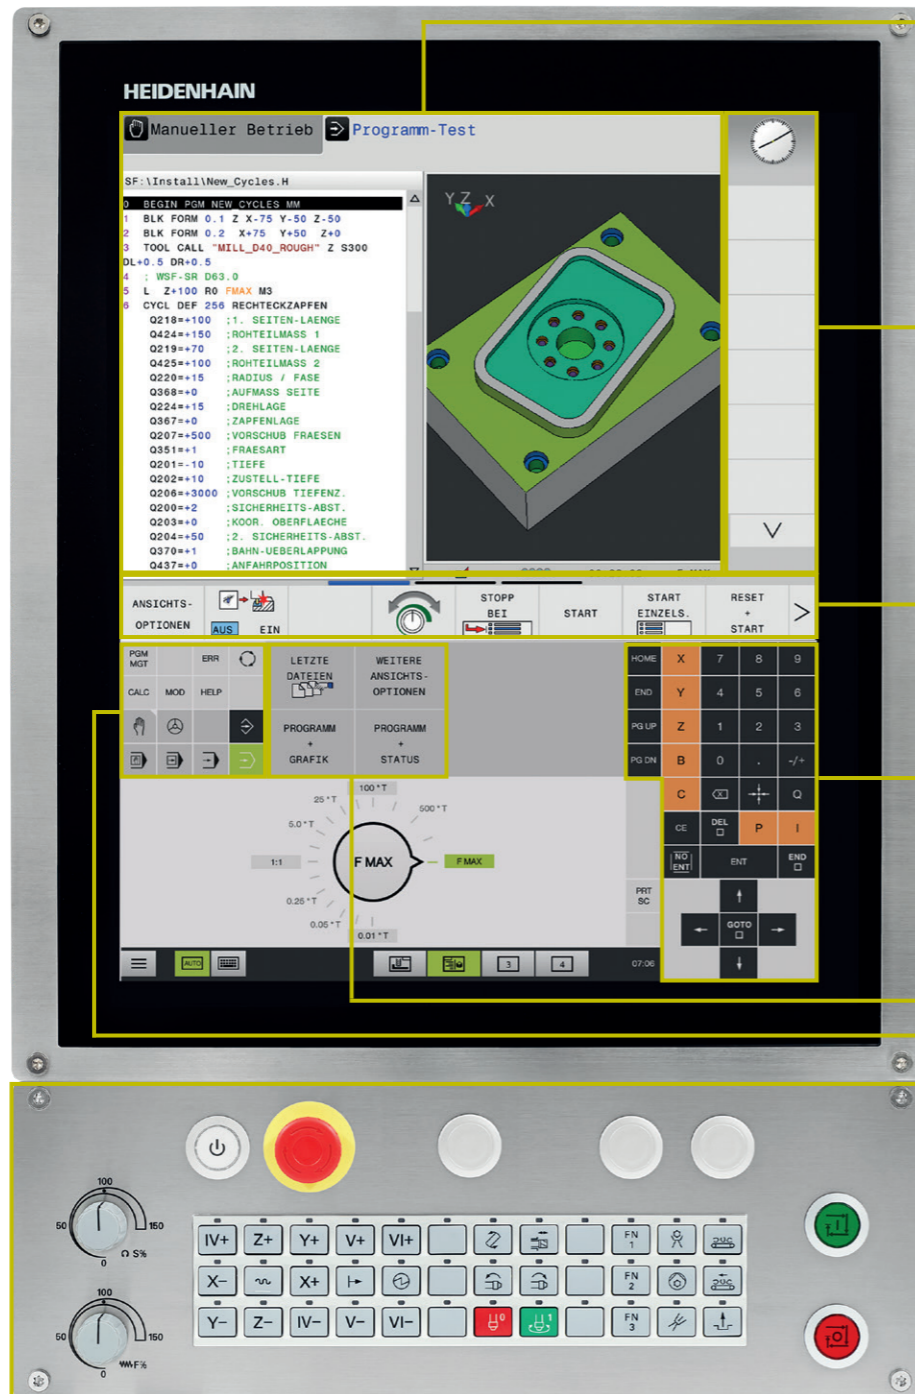 HEIDENHAIN
Manueller Betrieb
Programm-Test
SF:\Install\New_Cycles.H
0 BEGIN PGM NEW_CYCLES MM
1 BLK FORM 0.1 Z X-75 Y-50 Z-50
2 BLK FORM 0.2 X+75 Y+50 Z+0
3 TOOL CALL "MILL_D40_ROUGH" Z S300
DL+0.5 DR+0.5
4 ; WSF-SR D63.0
5 L Z+100 R0 FMAX M3
6 CYCL DEF 256 RECHTECKZAPFEN
Q218=+100 ;1. SEITEN-LAENGE
Q424=+150 ;ROHTEILMASS 1
Q219=+70 ;2. SEITEN-LAENGE
Q425=+100 ;ROHTEILMASS 2
Q220=+15 ;RADIUS / FASE
Q368=+0 ;AUFMASS SEITE
Q224=+15 ;DREHLAGE
Q367=+0 ;ZAPFENLAGE
Q207=+500 ;VORSCHUB FRAESEN
Q351=+1 ;FRAESART
Q201=-10 ;TIEFE
Q202=+10 ;ZUSTELL-TIEFE
Q206=+3000 ;VORSCHUB TIEFENZ.
Q200=+2 ;SICHERHEITS-ABST.
Q203=+0 ;KOOR. OBERFLAECHE
Q204=+50 ;2. SICHERHEITS-ABST.
Q370=+1 ;BAHN-UEBERLAPPUNG
Q437=+0 ;ANFAHRPOSITION
Y Z X
ANSICHTS-
OPTIONEN
AUS EIN
STOPP
BEI
START
START
EINZELS.
RESET
+
START
PGM
MGT
ERR
CALC MOD HELP
LETZTE
DATEIEN
WEITERE
ANSICHTS-
OPTIONEN
PROGRAMM
+
GRAFIK
PROGRAMM
+
STATUS
HOME X 7 8 9
END Y 4 5 6
PG UP Z 1 2 3
PG DN B 0 . -/+
C X Q
CE DEL P I
NO
ENT
ENT
END
GOTO
PRT
SC
100 *T
25 *T
500 *T
5.0 *T
1:1
F MAX
F MAX
0.25 *T
0.05 *T
0.01 *T
AUTO
3
4
07:06
100
50
150
0
S%
100
50
150
0
F%
IV+ Z+ Y+ V+ VI+ FN 1
X- X+ FN 2
Y- Z- IV- V- VI- 0 1 FN 3